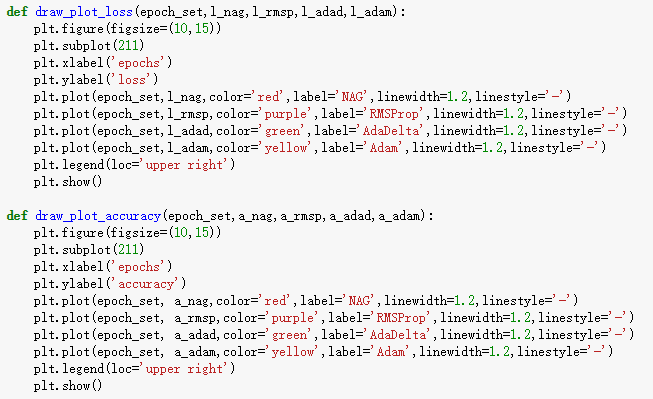 def draw_plot_loss(epoch_set,l_nag,l_rmsp,l_adad,l_adam):
    plt.figure(figsize=(10,15))
    plt.subplot(211)
    plt.xlabel('epochs')
    plt.ylabel('loss')
    plt.plot(epoch_set,l_nag,color='red',label='NAG',linewidth=1.2,linestyle='-')
    plt.plot(epoch_set,l_rmsp,color='purple',label='RMSProp',linewidth=1.2,linestyle='-')
    plt.plot(epoch_set,l_adad,color='green',label='AdaDelta',linewidth=1.2,linestyle='-')
    plt.plot(epoch_set,l_adam,color='yellow',label='Adam',linewidth=1.2,linestyle='-')
    plt.legend(loc='upper right')
    plt.show()

def draw_plot_accuracy(epoch_set,a_nag,a_rmsp,a_adad,a_adam):
    plt.figure(figsize=(10,15))
    plt.subplot(211)
    plt.xlabel('epochs')
    plt.ylabel('accuracy')
    plt.plot(epoch_set, a_nag,color='red',label='NAG',linewidth=1.2,linestyle='-')
    plt.plot(epoch_set, a_rmsp,color='purple',label='RMSProp',linewidth=1.2,linestyle='-')
    plt.plot(epoch_set, a_adad,color='green',label='AdaDelta',linewidth=1.2,linestyle='-')
    plt.plot(epoch_set, a_adam,color='yellow',label='Adam',linewidth=1.2,linestyle='-')
    plt.legend(loc='upper right')
    plt.show()